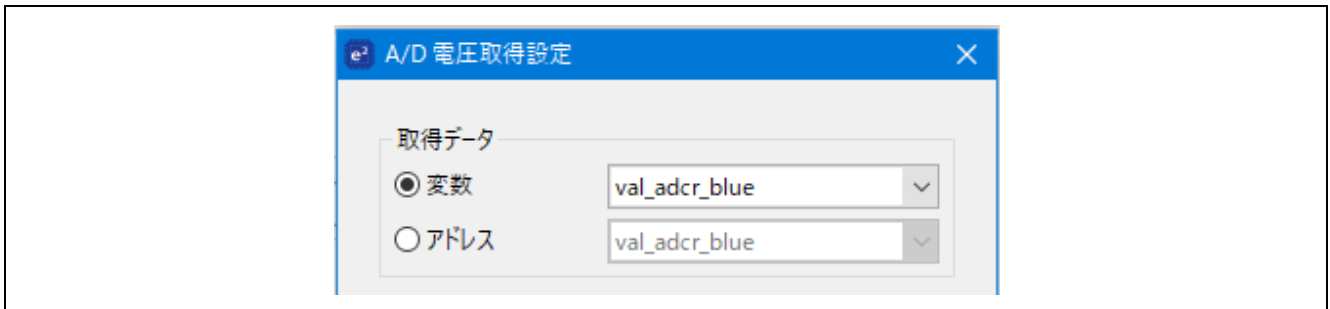 e² A/D 電圧取得設定
取得データ
変数 val_adcr_blue
アドレス val_adcr_blue